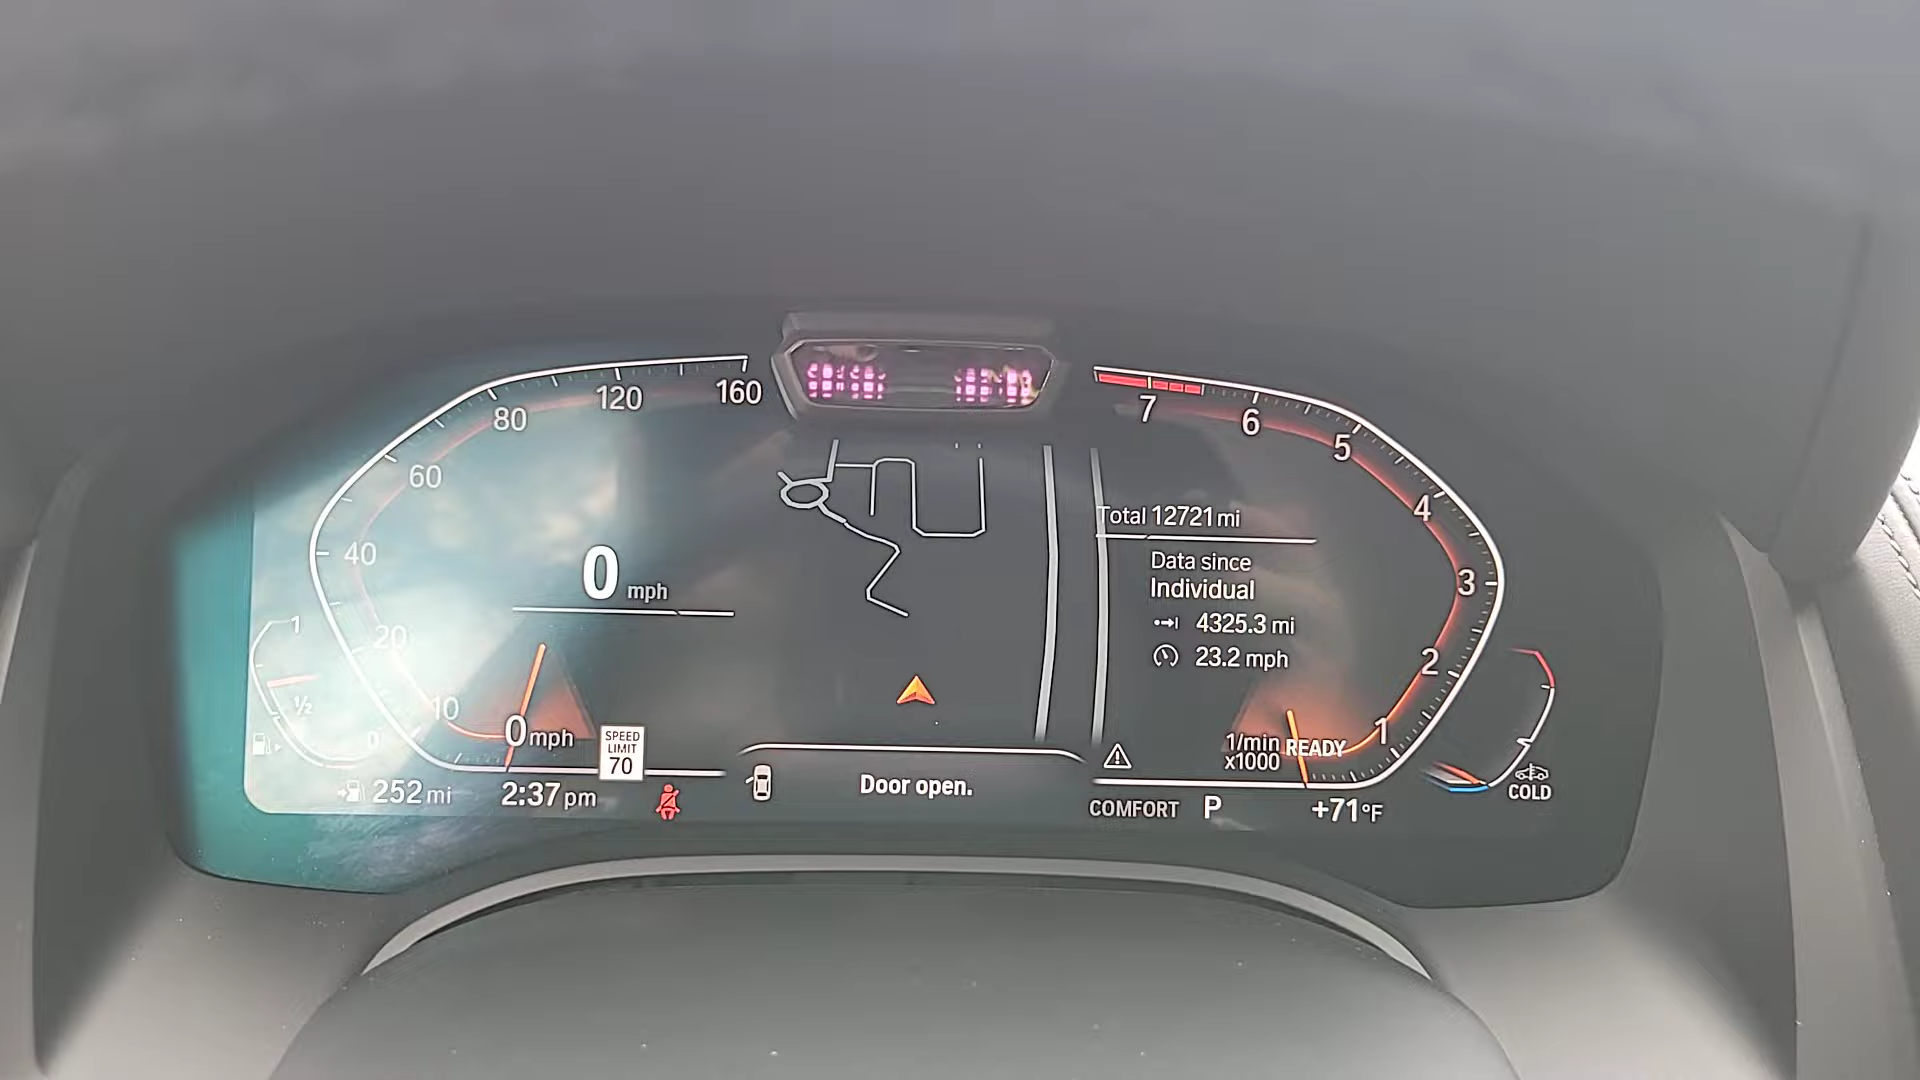 160
120
80
60
40
20
10
0 mph
0 mph
1
½
0
SPEED
LIMIT
70
252 mi
2:37 pm
Door open.
7
6
5
4
3
2
1
Total 12721 mi
Data since
Individual
4325.3 mi
23.2 mph
1/min
x1000
READY
COMFORT P
+71°F
COLD